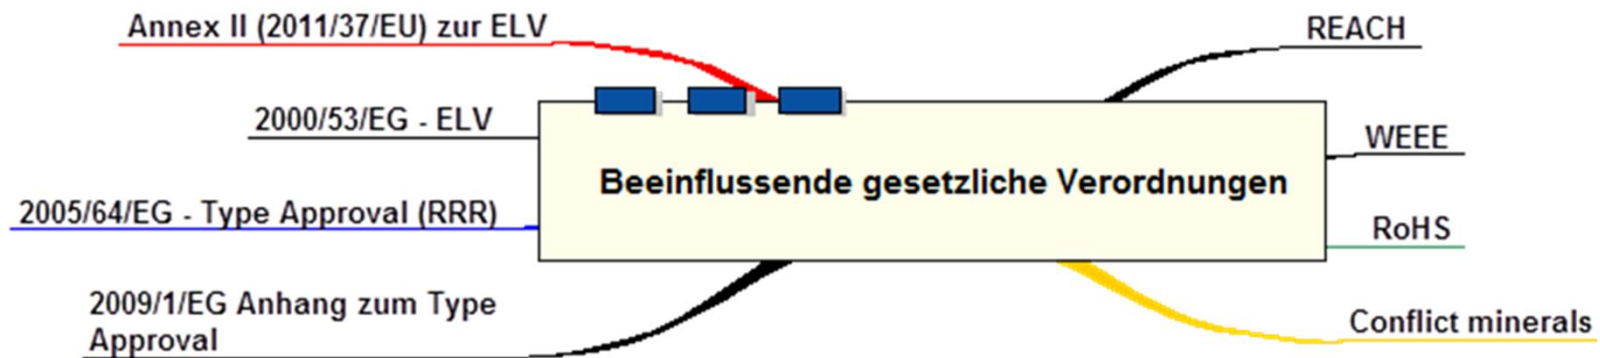 Annex II (2011/37/EU) zur ELV
2000/53/EG - ELV
2005/64/EG - Type Approval (RRR)
2009/1/EG Anhang zum Type
Approval
Beeinflussende gesetzliche Verordnungen
REACH
WEEE
RoHS
Conflict minerals